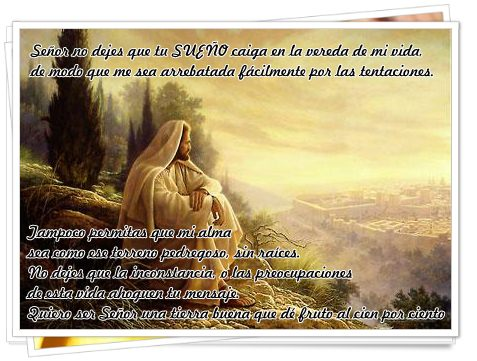 Señor no dejes que tu SUEÑO caiga en la vereda de mi vida,
de modo que me sea arrebatada fácilmente por las tentaciones.
Tampoco permitas que mi alma
sea como ese terreno pedregoso, sin raíces.
No dejes que la inconstancia, o las preocupaciones
de esta vida ahoguen tu mensaje.
Quiero ser Señor una tierra buena que dé fruto al cien por ciento